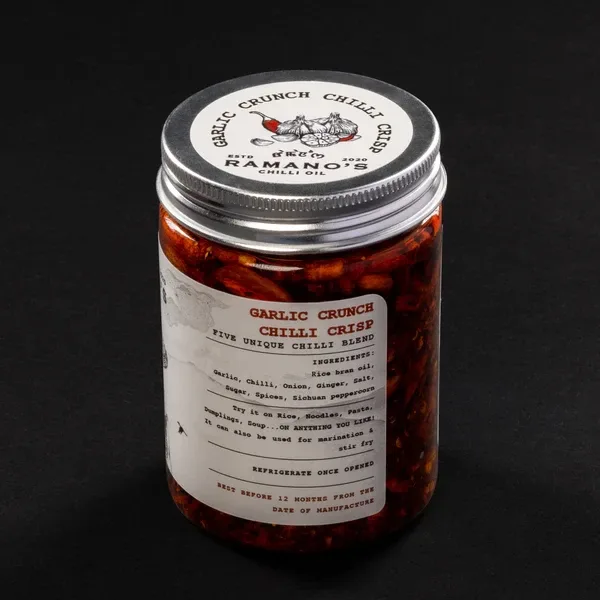 GARLIC CRUNCH CHILLI CRISP
ESTD 2020
RAMANO'S
CHILLI OIL
GARLIC CRUNCH
CHILLI CRISP
FIVE UNIQUE CHILLI BLEND
INGREDIENTS:
Rice bran oil,
Garlic, Chilli, Onion, Ginger, Salt,
Sugar, Spices, Sichuan peppercorn
Try it on Rice, Noodles, Pasta,
Dumplings, Soup...ON ANYTHING YOU LIKE!
It can also be used for marination &
stir fry
REFRIGERATE ONCE OPENED
BEST BEFORE 12 MONTHS FROM THE
DATE OF MANUFACTURE